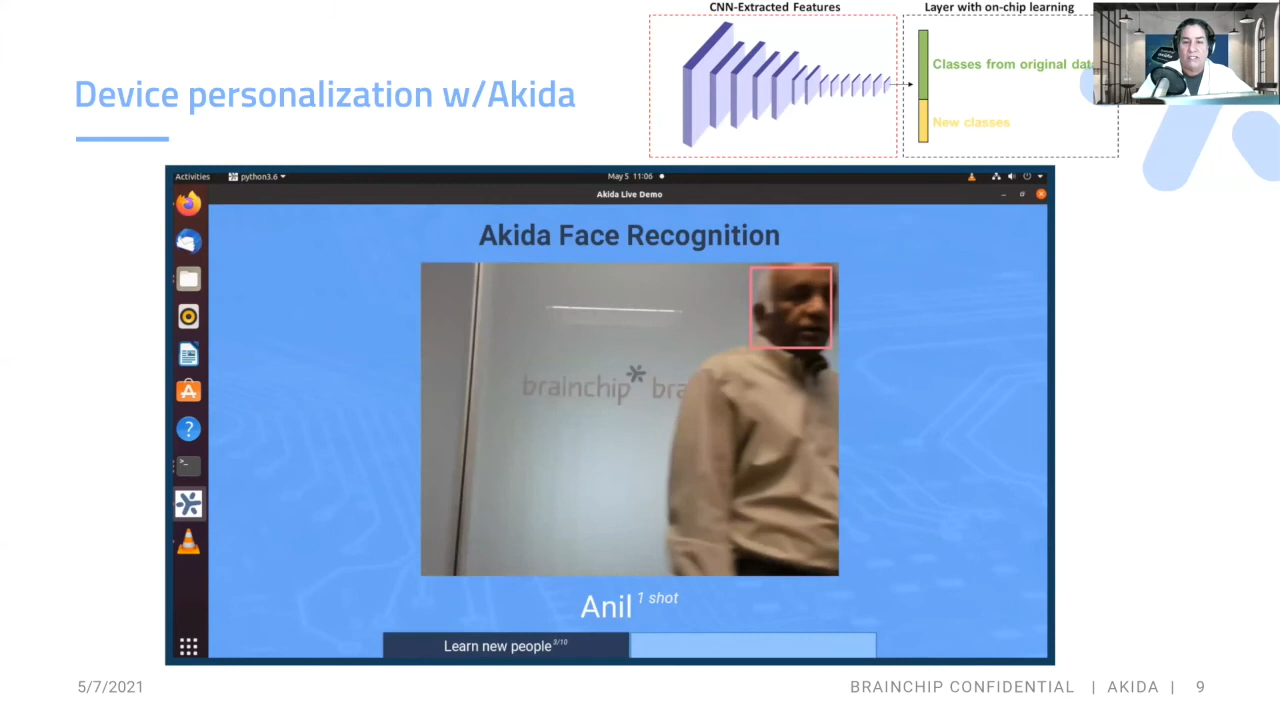 CNN-Extracted Features
Layer with on-chip learning
Classes from original
New classes
Device personalization w/Akida
Activities
python3.6
May 5 11:06
Akida Live Demo
Akida Face Recognition
brainchip
Anil 1 shot
Learn new people 3/10
5/7/2021
BRAINCHIP CONFIDENTIAL | AKIDA | 9